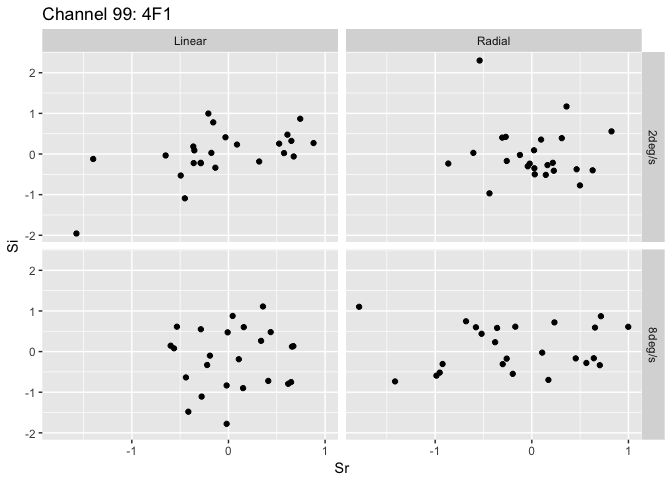 Channel 99: 4F1
Linear Radial
2
1
0
-1
-2
2deg/s
Si
2
1
0
-1
-2
8deg/s
-1 0 1 -1 0 1
Sr